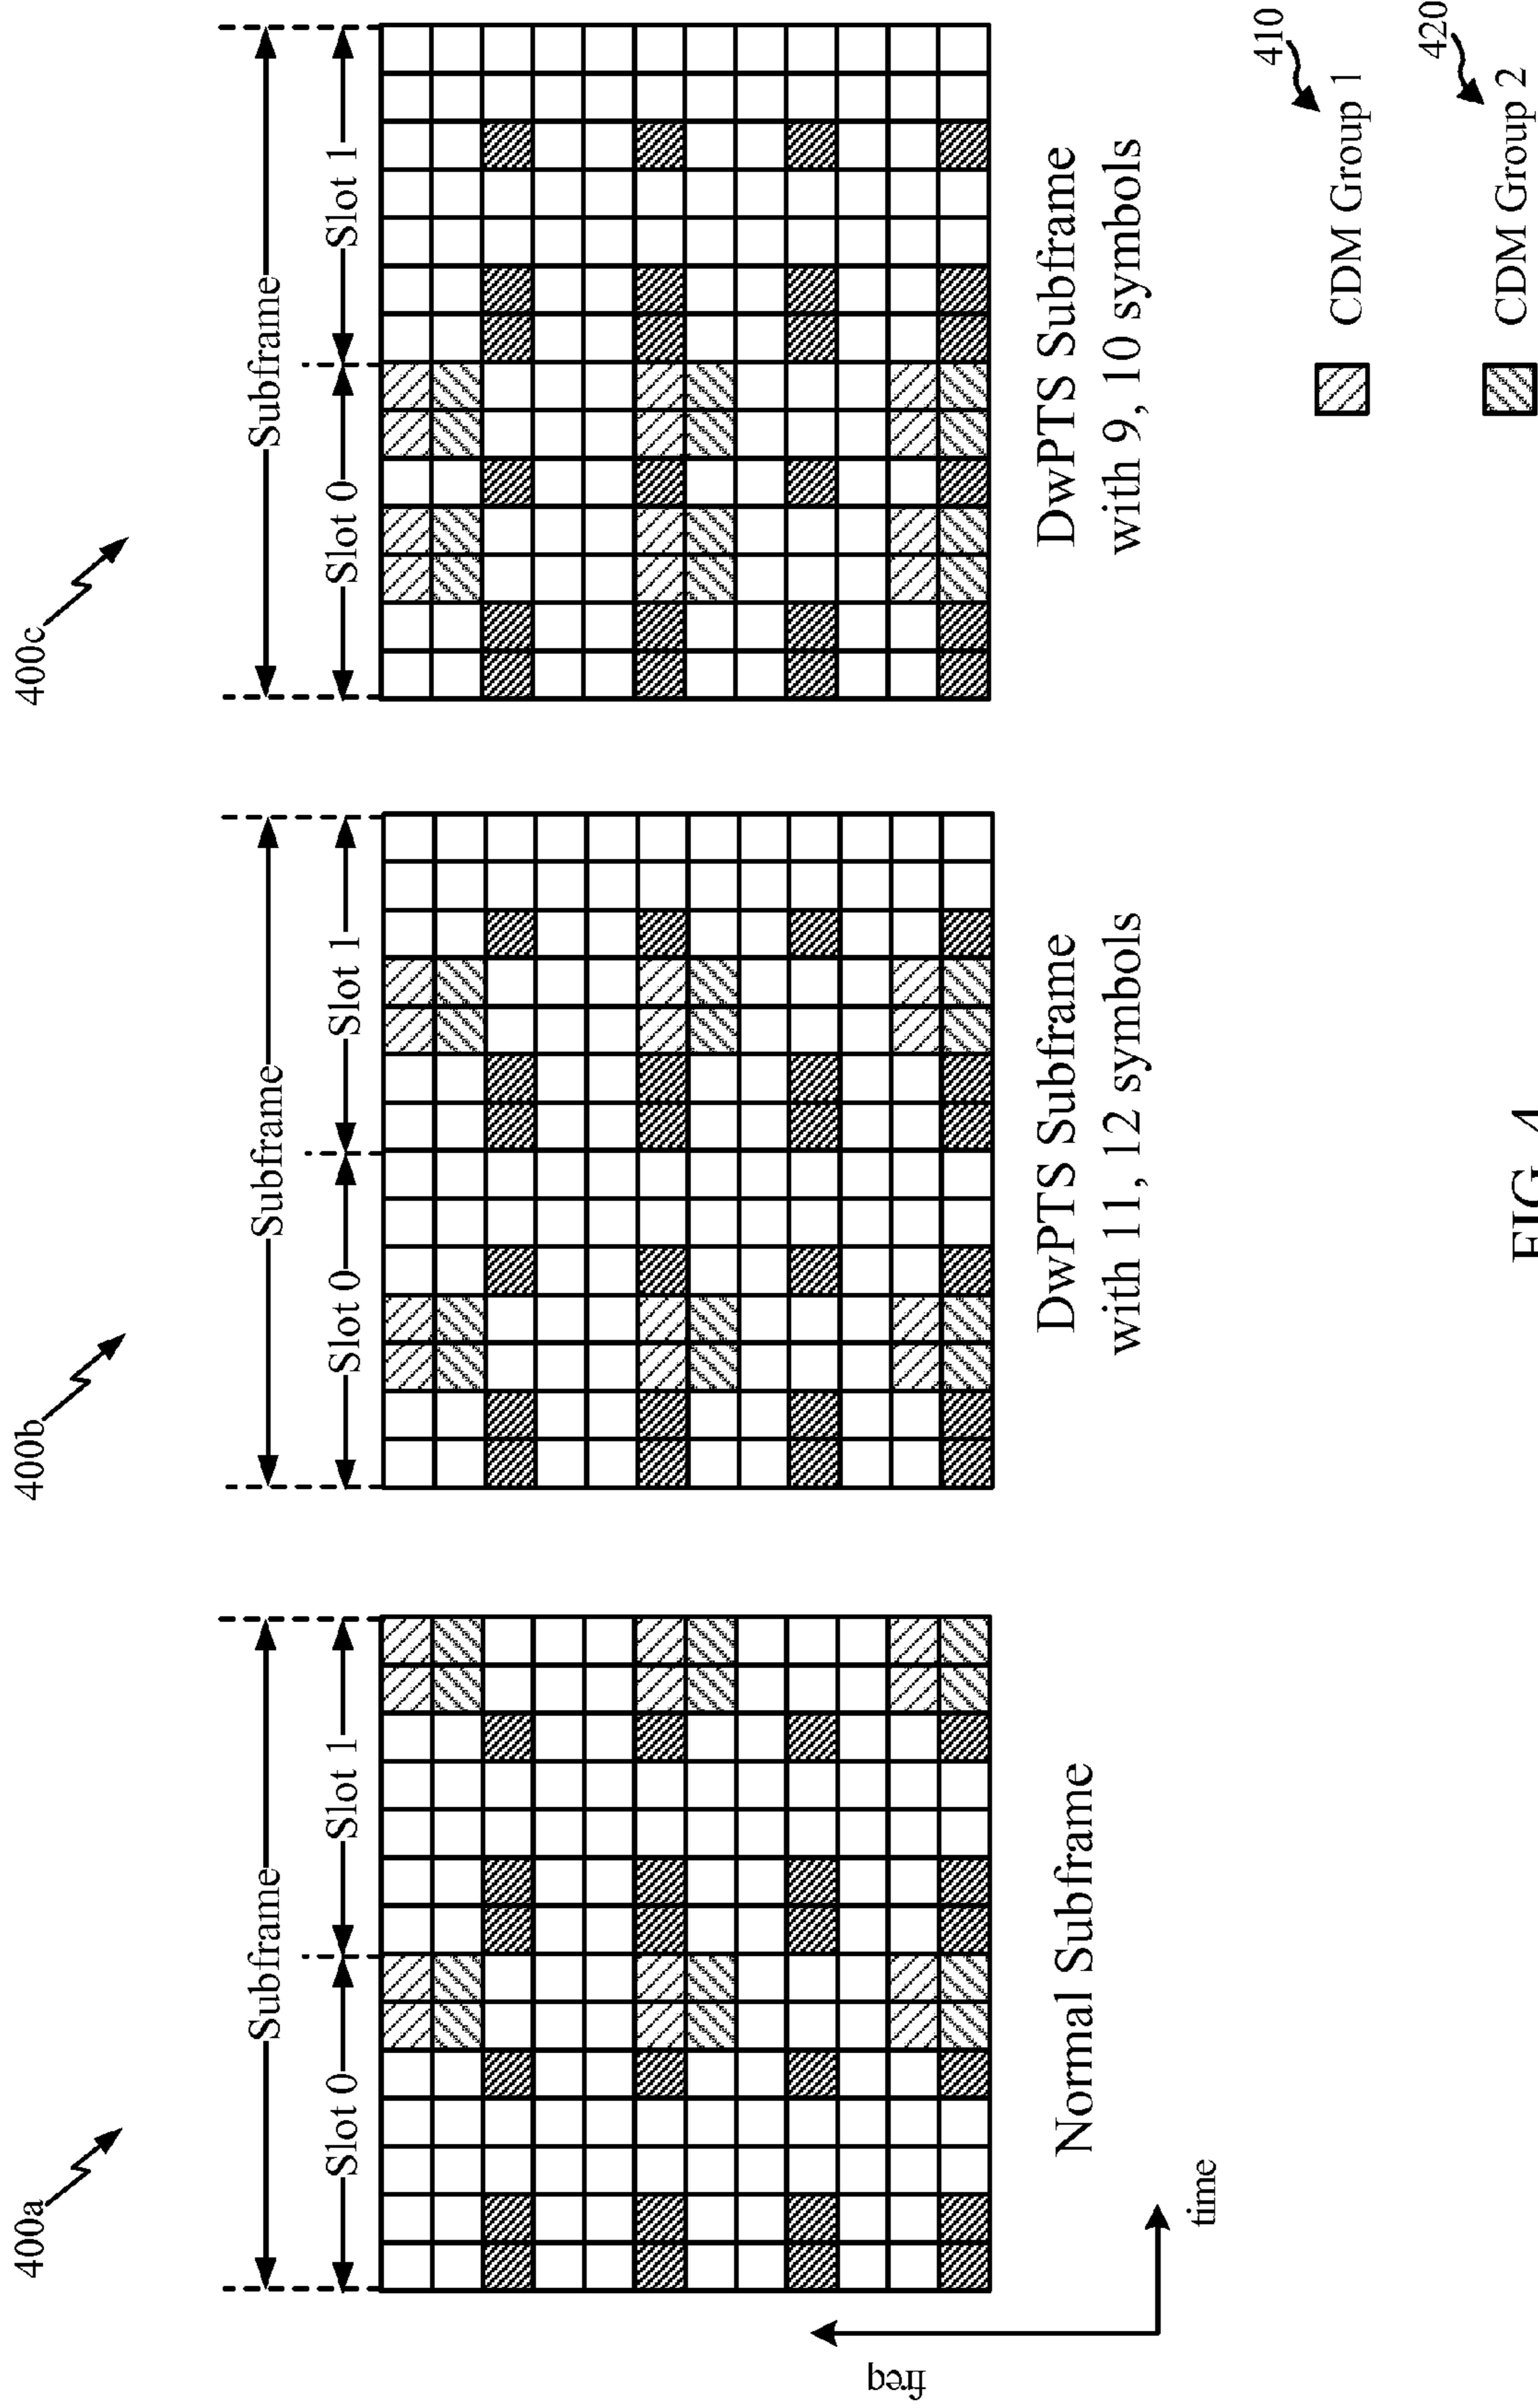 400a
Subframe
Slot 0
Slot 1
Normal Subframe
freq
time
400b
Subframe
Slot 0
Slot 1
DwPTS Subframe
with 11, 12 symbols
400c
Subframe
Slot 0
Slot 1
DwPTS Subframe
with 9, 10 symbols
410
CDM Group 1
420
CDM Group 2
FIG. 4